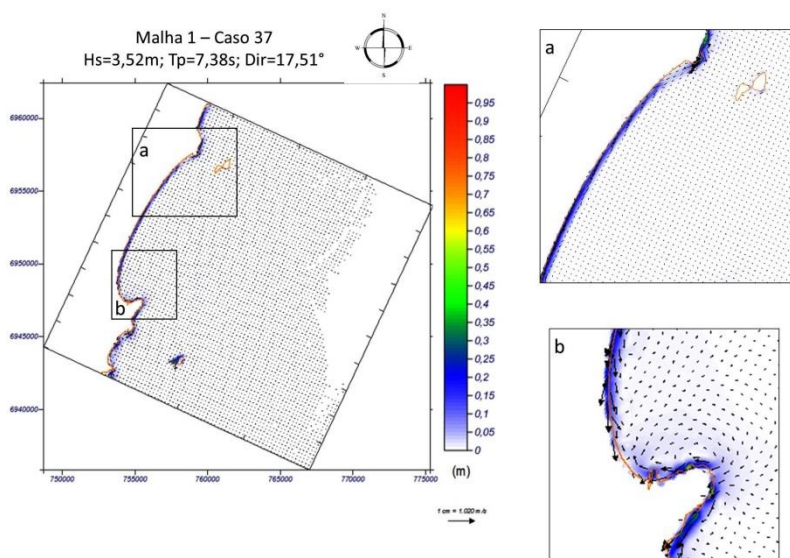 Malha 1 – Caso 37
Hs=3,52m; Tp=7,38s; Dir=17,51°
N
W
E
S
a
b
6960000
6955000
6950000
6945000
6940000
750000
755000
760000
765000
770000
775000
0,95
0,9
0,85
0,8
0,75
0,7
0,65
0,6
0,55
0,5
0,45
0,4
0,35
0,3
0,25
0,2
0,15
0,1
0,05
0
(m)
1 cm = 1.020 m/s
a
b